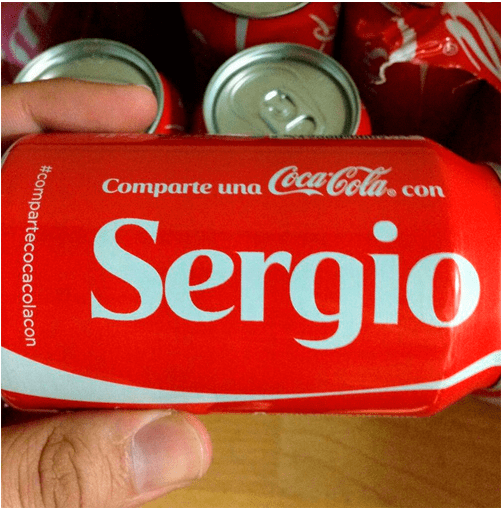 Comparte una Coca-Cola® con
Sergio
#compartecocacolacon